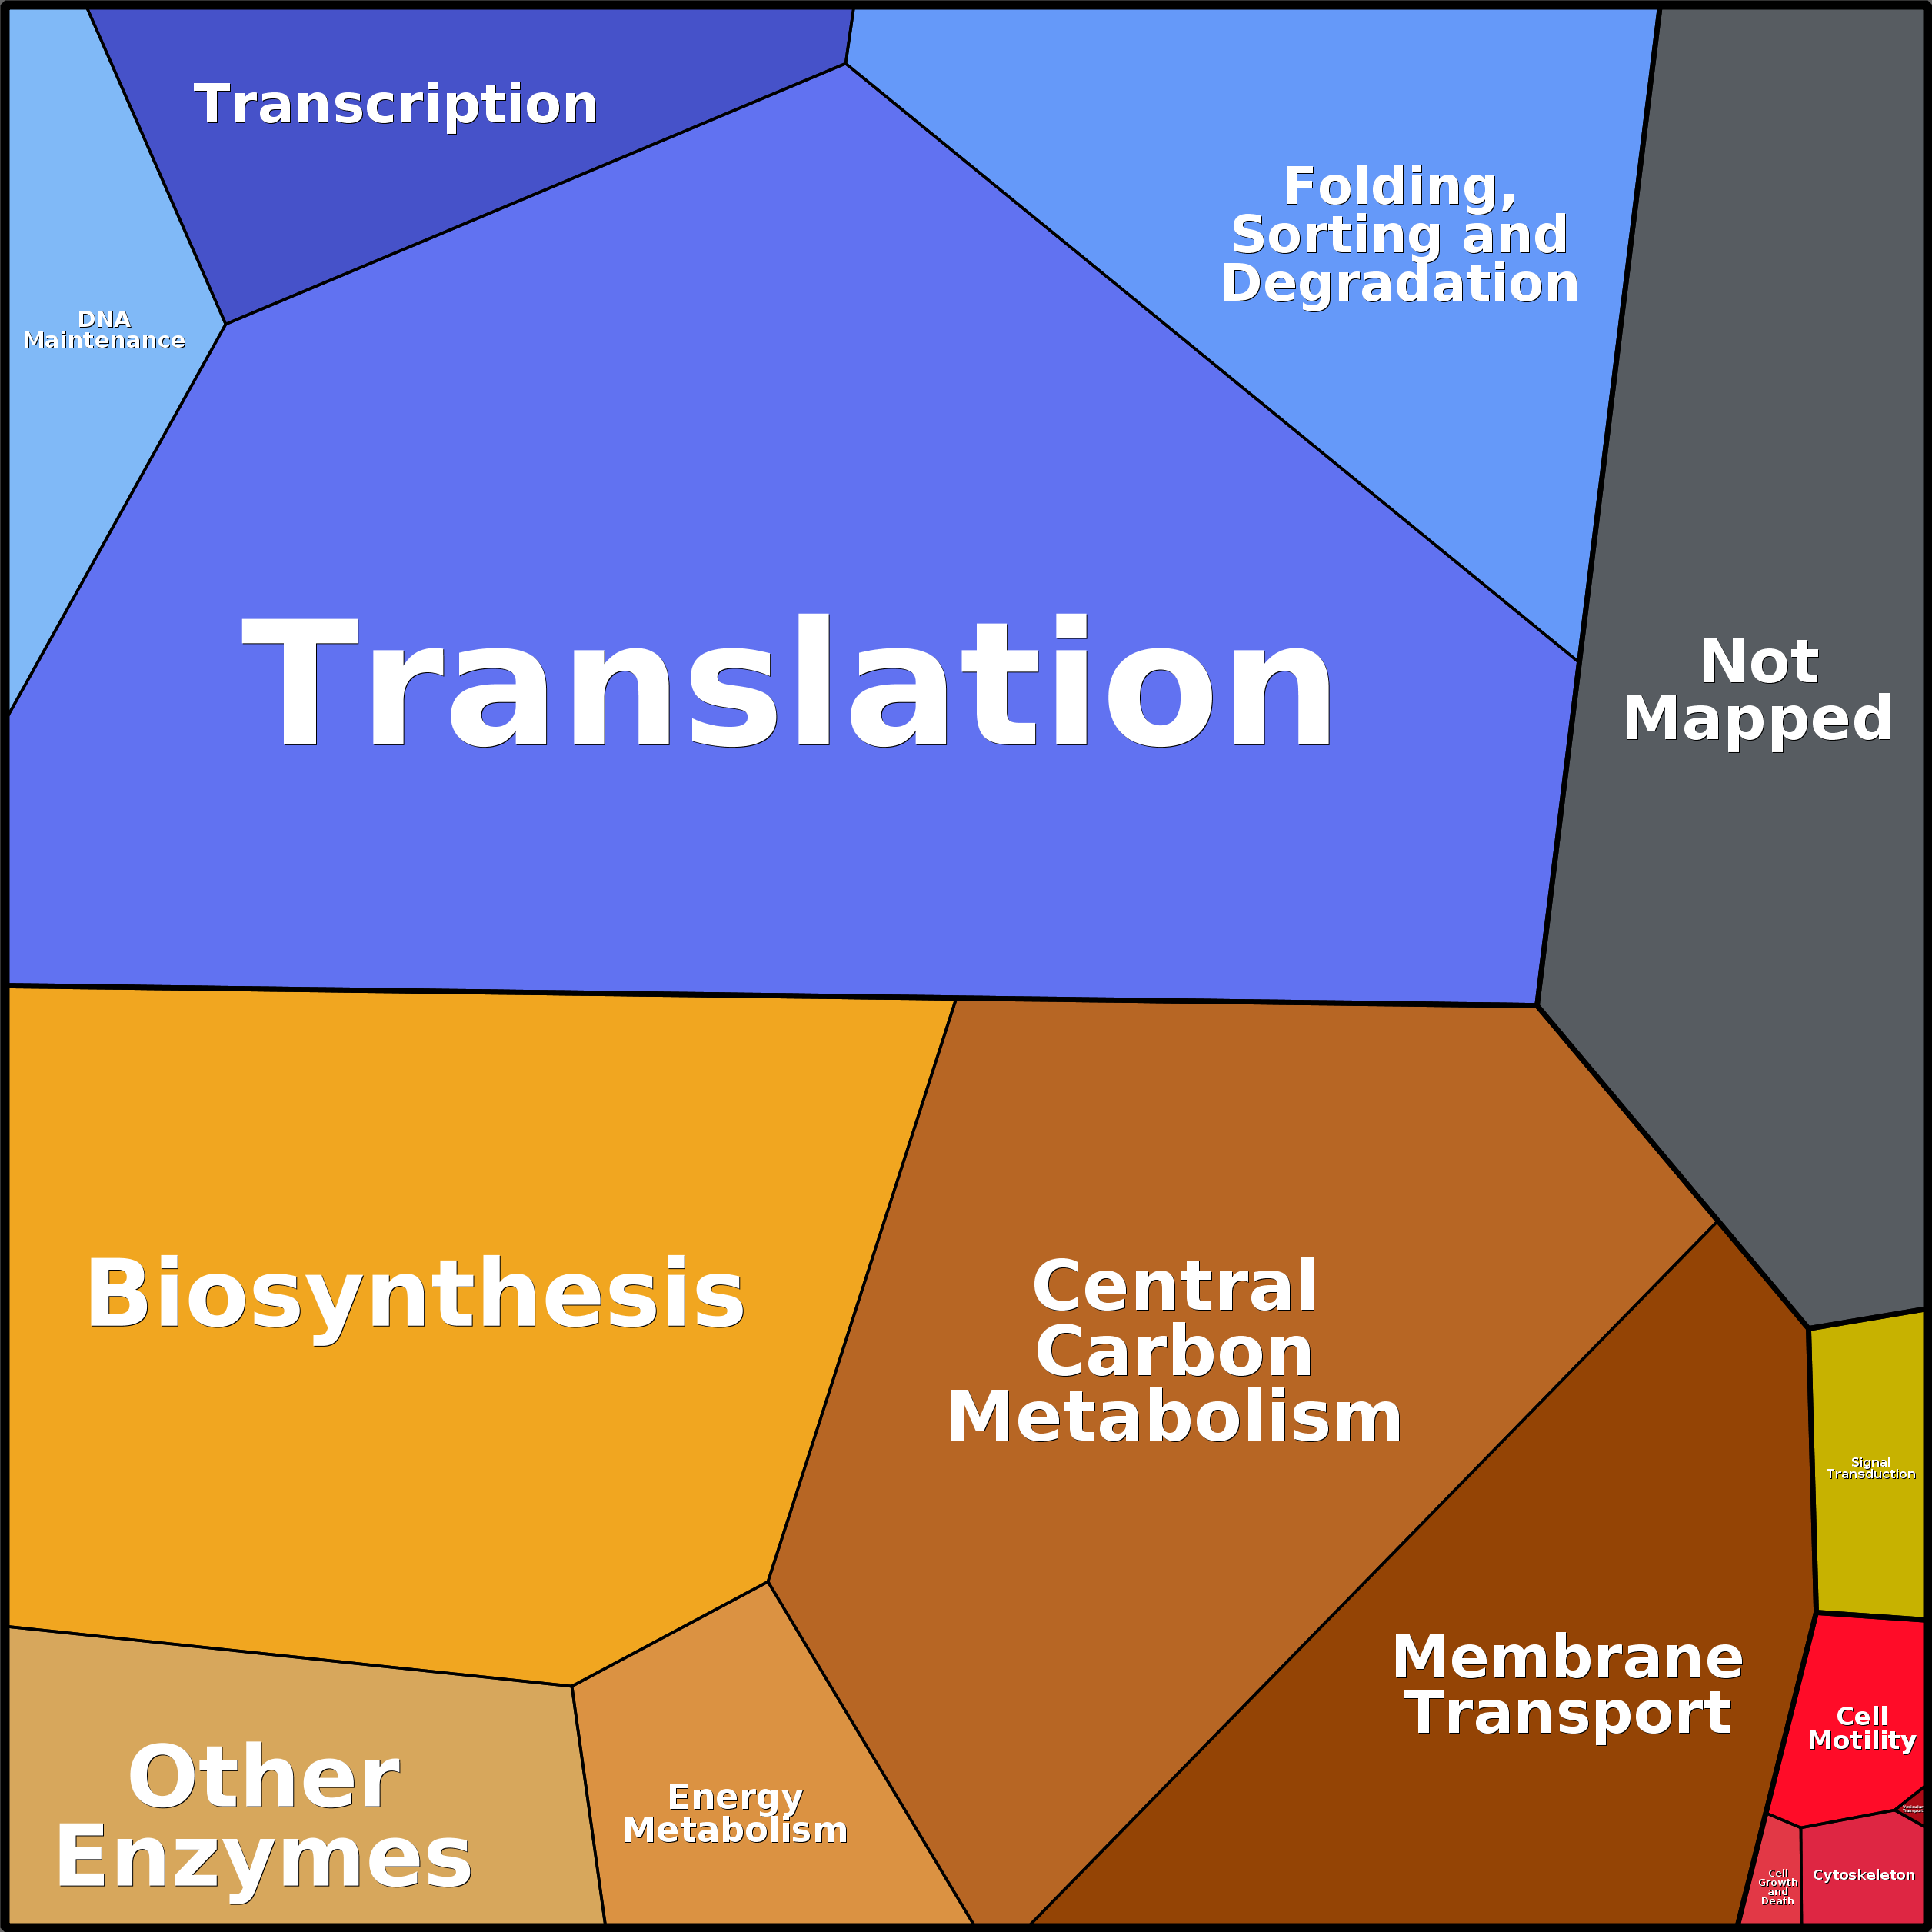 Transcription
Folding,
Sorting and
Degradation
DNA
Maintenance
Translation
Not
Mapped
Biosynthesis
Central
Carbon
Metabolism
Signal
Transduction
Membrane
Transport
Cell
Motility
Other
Enzymes
Energy
Metabolism
Cell
Growth
and
Death
Cytoskeleton